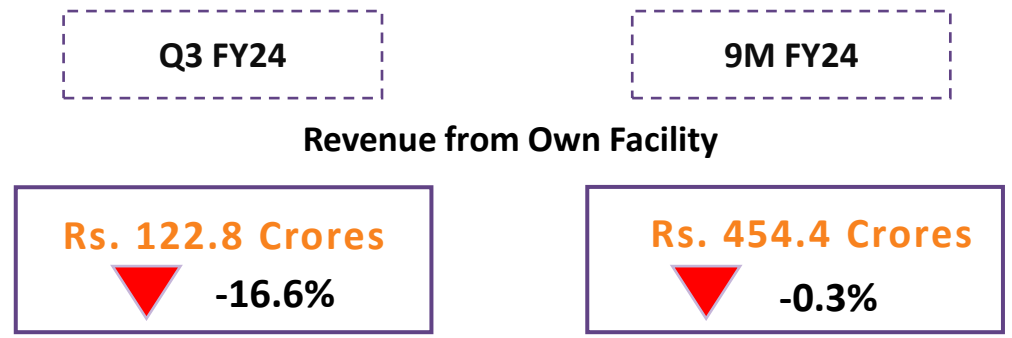 Q3 FY24
9M FY24
Revenue from Own Facility
Rs. 122.8 Crores
-16.6%
Rs. 454.4 Crores
-0.3%